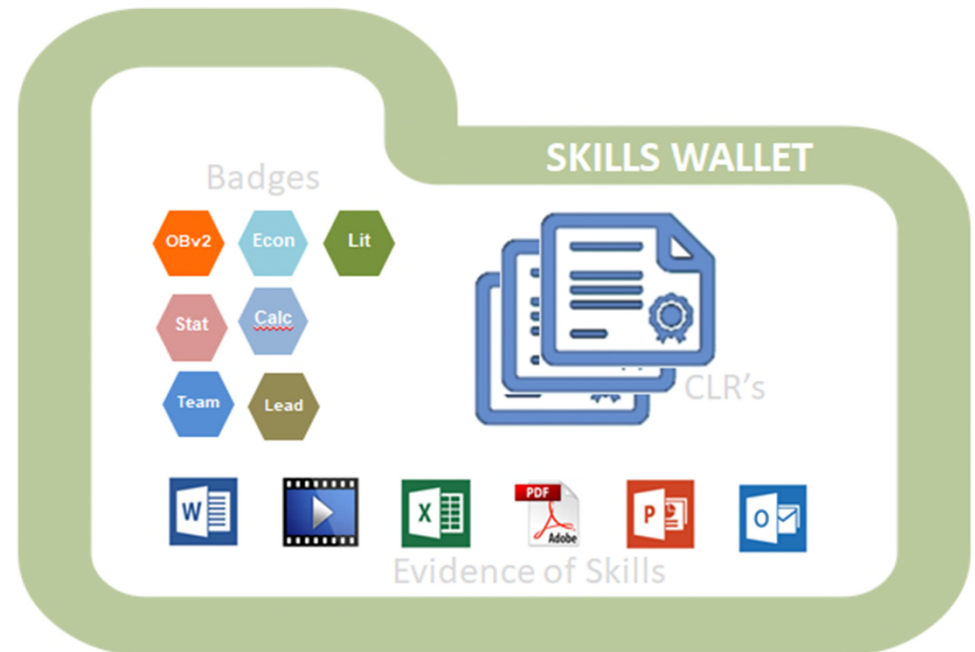 SKILLS WALLET
Badges
OBv2 Econ Lit
Stat Calc
Team Lead
CLR's
W X PDF Adobe P O
Evidence of Skills